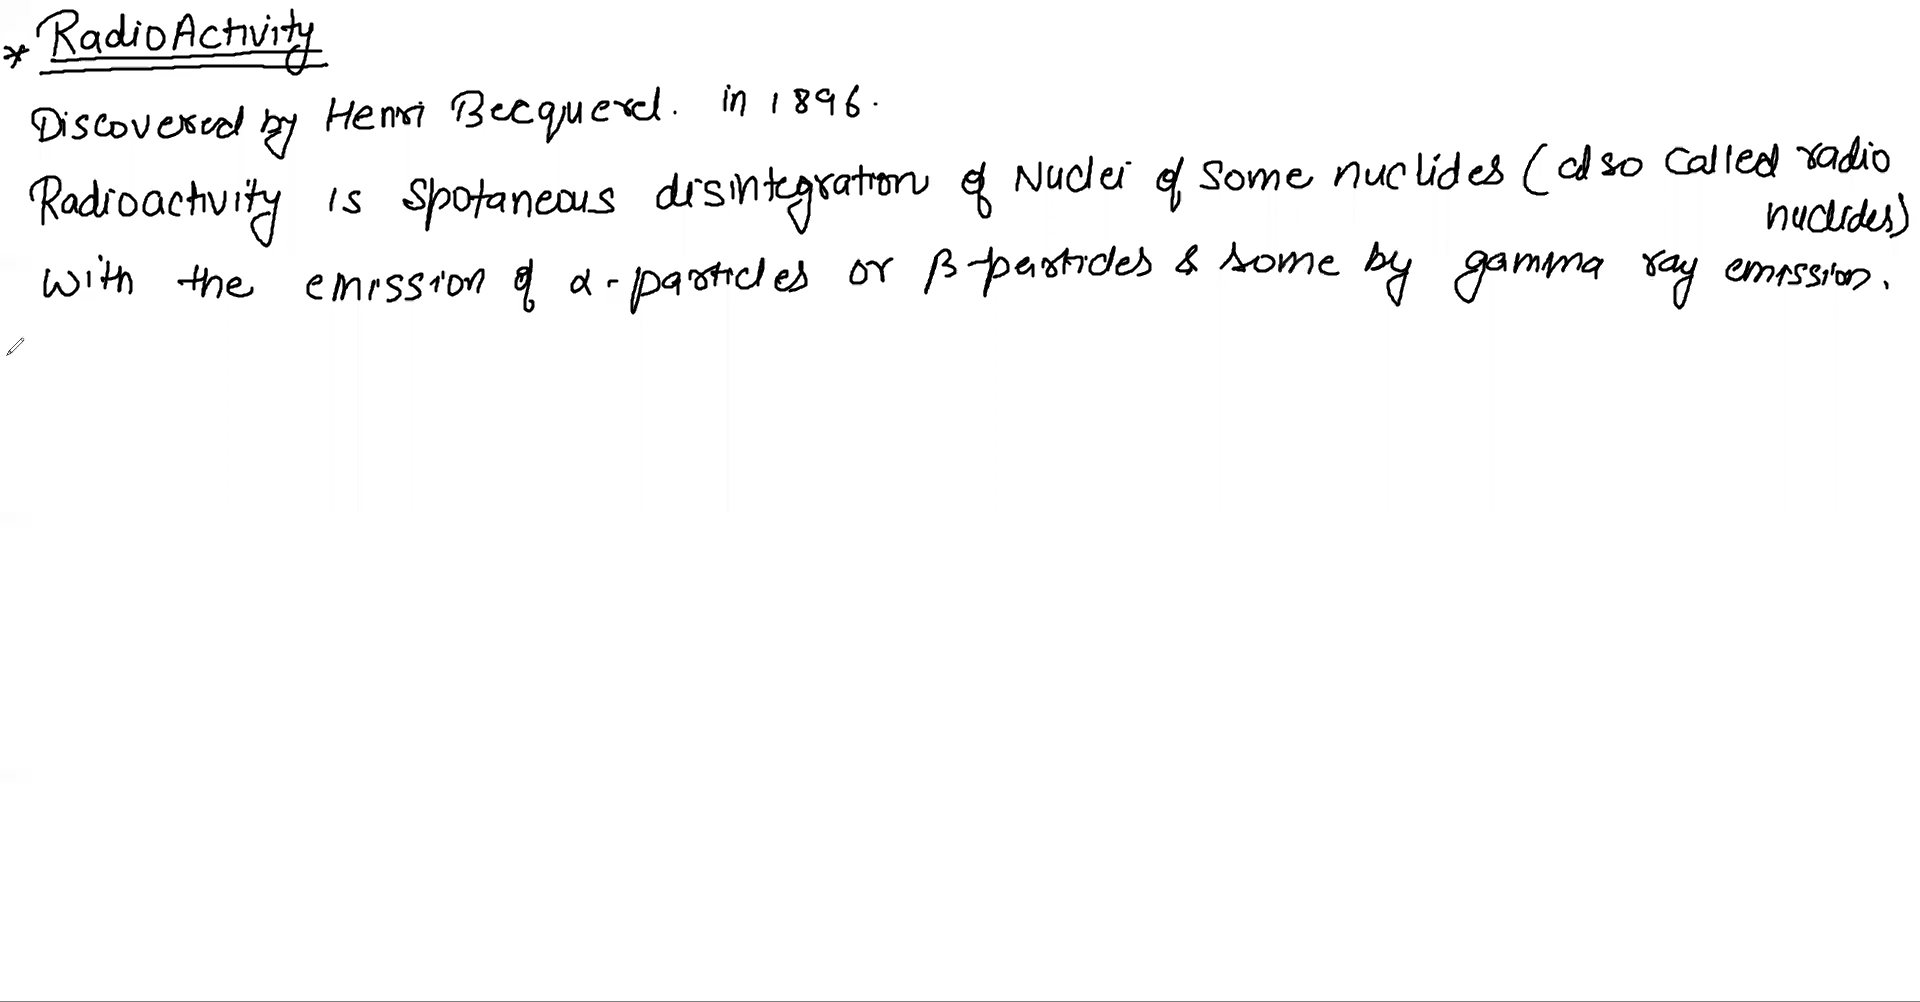 * RadioActivity
Discovered by Henri Becquerel. in 1896.
Radioactivity is Spotaneous disintegration of Nuclei of Some nuclides (also called radio
nuclides)
With the emission of α-particles or β-particles & some by gamma ray emission.